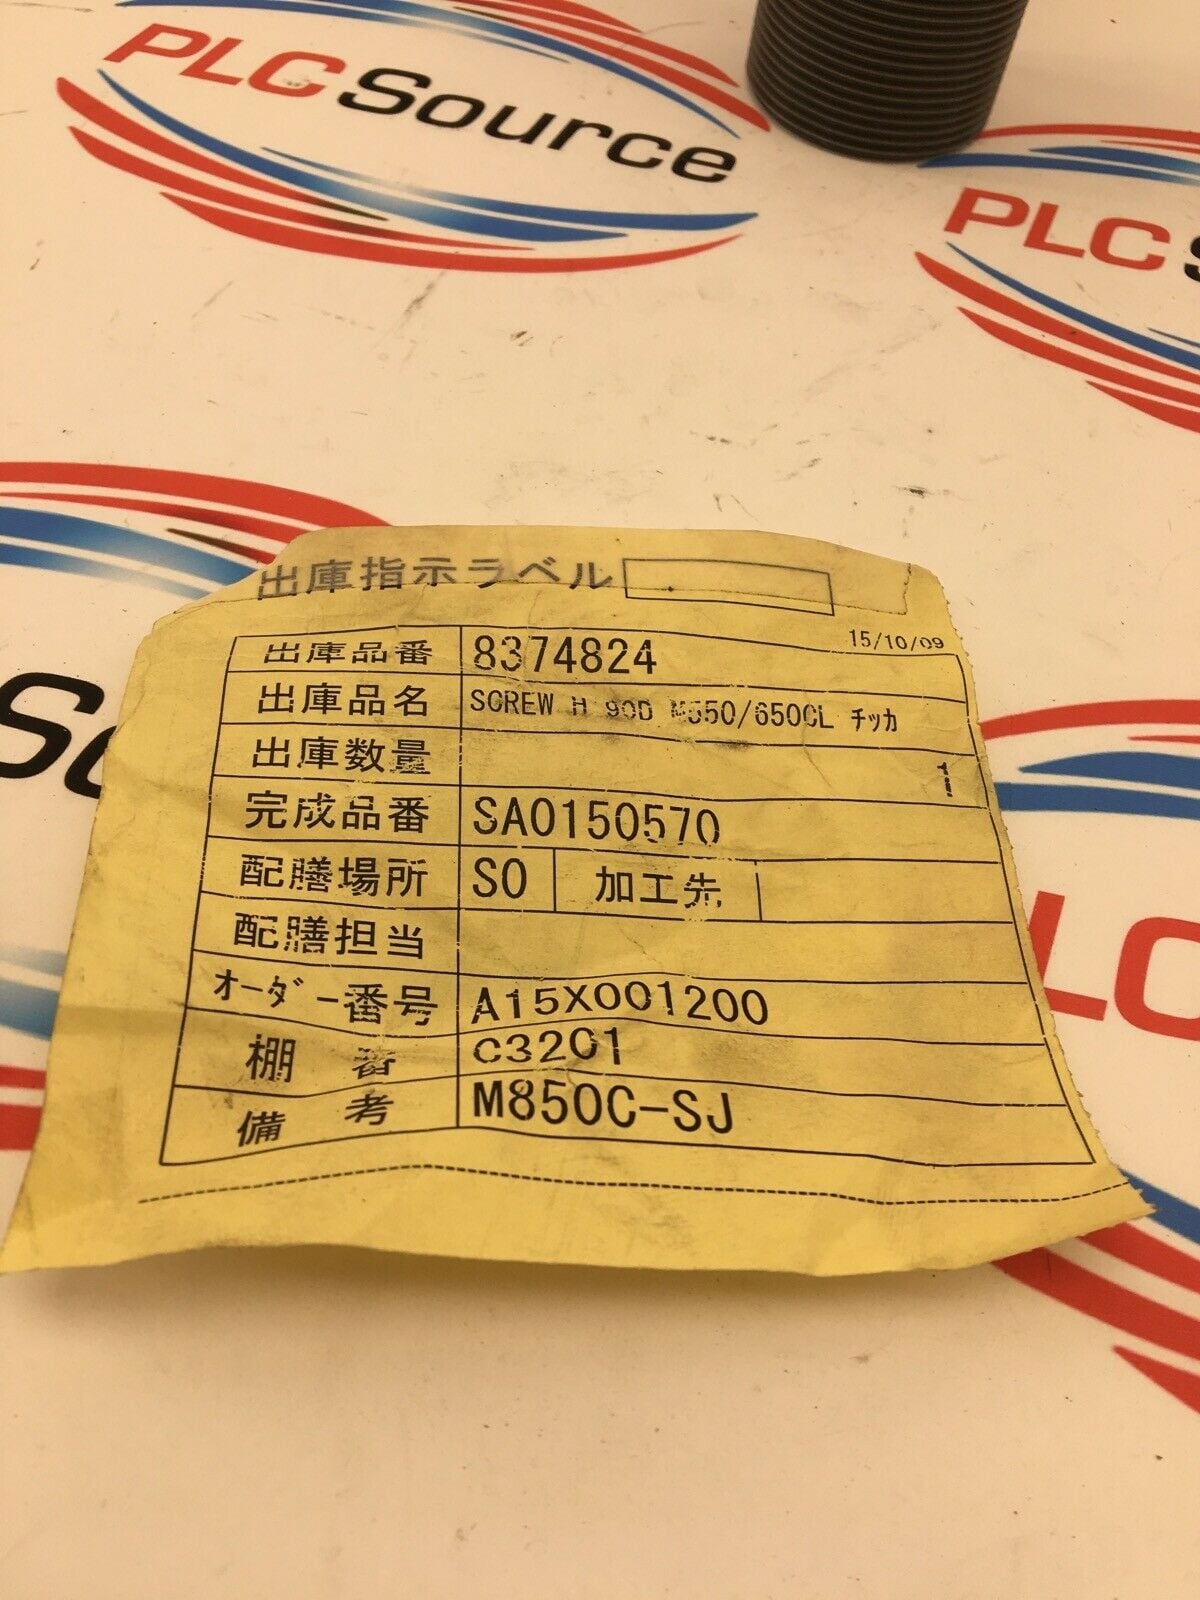 PLC Source
PLC S
出庫指示ラベル
15/10/09
出庫品番 8374824
出庫品名 SCREW H 90D M550/650CL チッカ
出庫数量 1
完成品番 SA0150570
配膳場所 S0 加工先
配膳担当
オーダー番号 A15X001200
棚番 C3201
備考 M850C-SJ
PLC